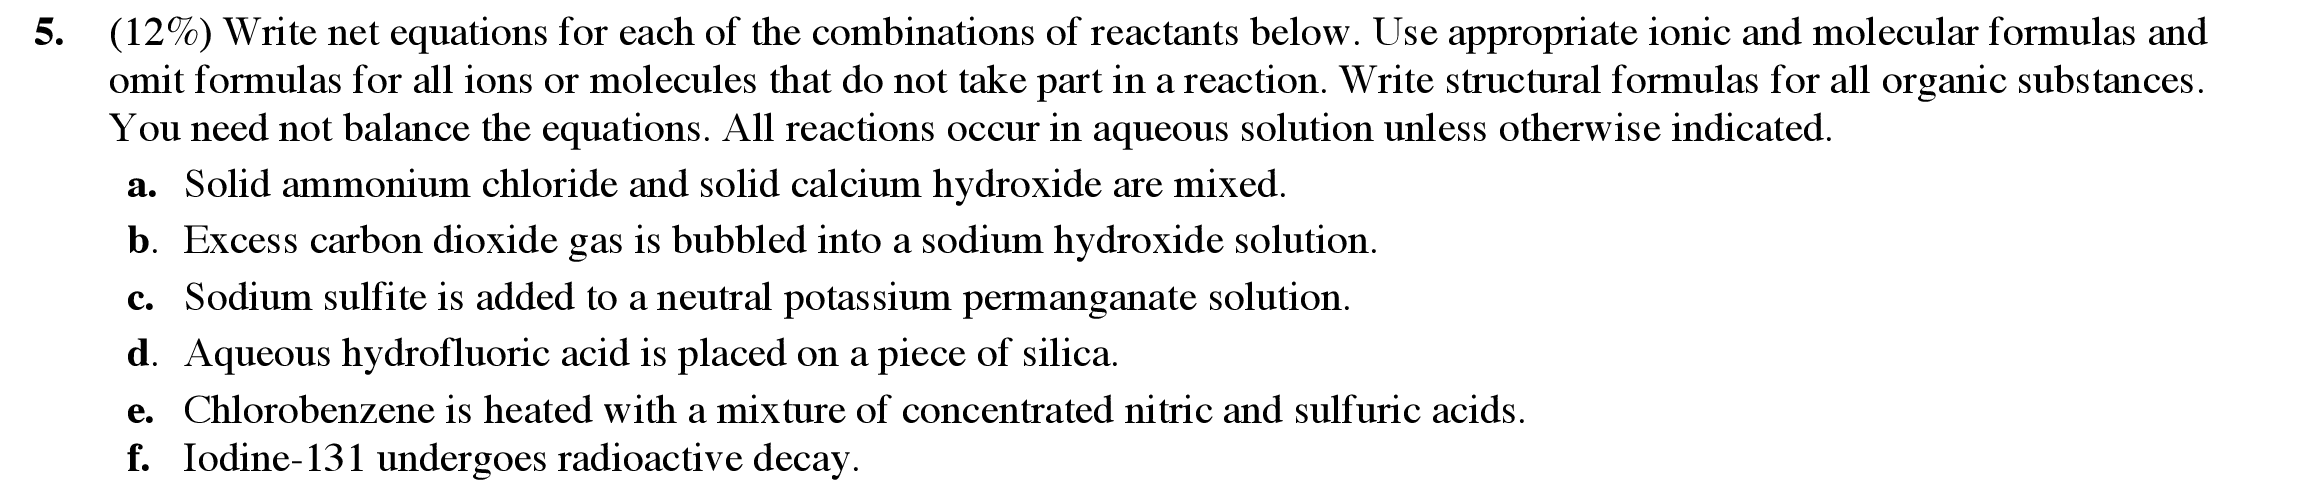 5. (12%) Write net equations for each of the combinations of reactants below. Use appropriate ionic and molecular formulas and
omit formulas for all ions or molecules that do not take part in a reaction. Write structural formulas for all organic substances.
You need not balance the equations. All reactions occur in aqueous solution unless otherwise indicated.
a. Solid ammonium chloride and solid calcium hydroxide are mixed.
b. Excess carbon dioxide gas is bubbled into a sodium hydroxide solution.
c. Sodium sulfite is added to a neutral potassium permanganate solution.
d. Aqueous hydrofluoric acid is placed on a piece of silica.
e. Chlorobenzene is heated with a mixture of concentrated nitric and sulfuric acids.
f. Iodine-131 undergoes radioactive decay.